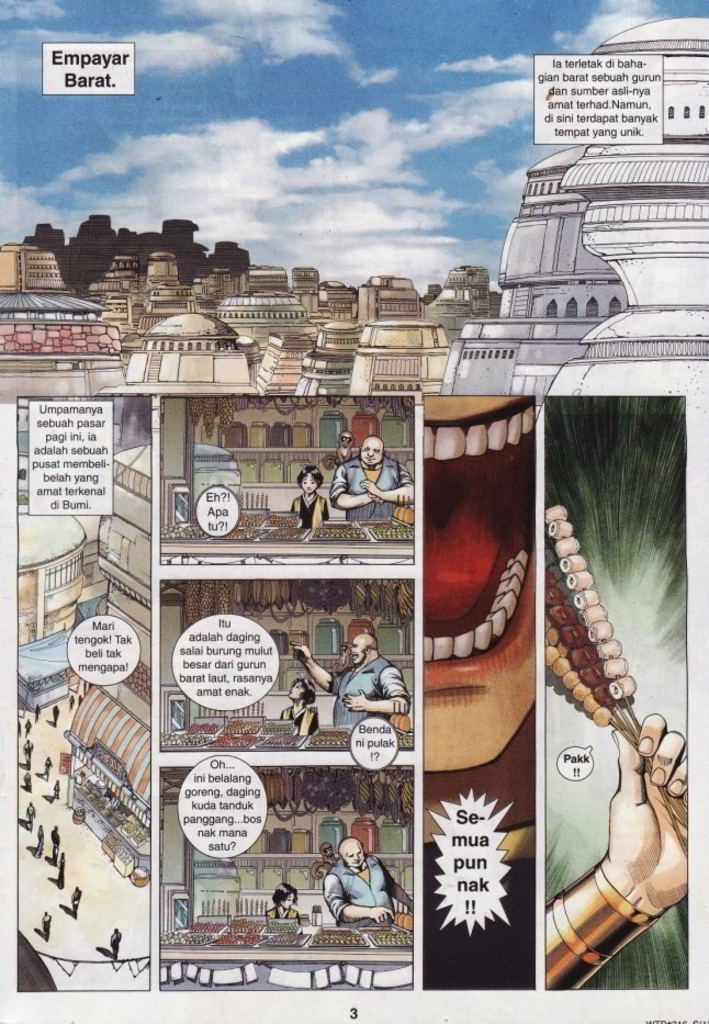 Empayar
Barat.
Ia terletak di baha-
gian barat sebuah gurun
dan sumber asli-nya
amat terhad.Namun,
di sini terdapat banyak
tempat yang unik.
Umpamanya
sebuah pasar
pagi ini, ia
adalah sebuah
pusat membeli-
belah yang
amat terkenal
di Bumi.
Mari
tengok! Tak
beli tak
mengapa!
Eh?!
Apa
tu?!
Itu
adalah daging
salai burung mulut
besar dari gurun
barat laut, rasanya
amat enak.
Benda
ni pulak
!?
Oh...
ini belalang
goreng, daging
kuda tanduk
panggang...bos
nak mana
satu?
Se-
mua
pun
nak
!!
Pakk
!!
3